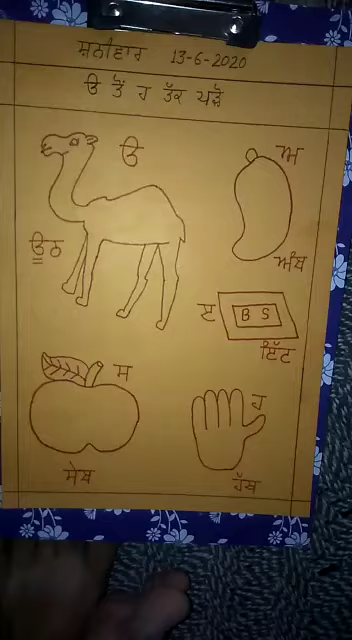 ਸ਼ਨੀਵਾਰ 13-6-2020
ੳ ਤੋਂ ਹ ਤੱਕ ਪੜ੍ਹੋ
ੳ
ਅ
ਊਠ
ਅੰਬ
ੲ
B S
ਇੱਟ
ਸ
ਹ
ਸੇਬ
ਹੱਥ